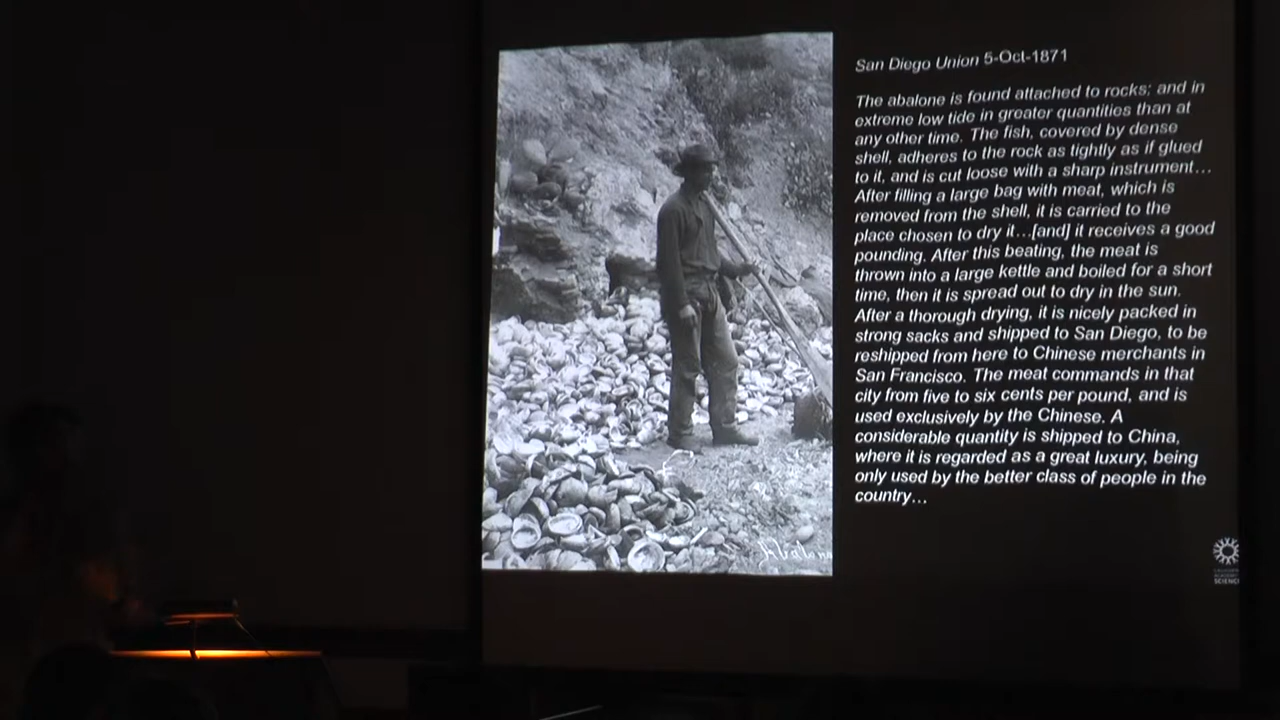 San Diego Union 5-Oct-1871
The abalone is found attached to rocks; and in
extreme low tide in greater quantities than at
any other time. The fish, covered by dense
shell, adheres to the rock as tightly as if glued
to it, and is cut loose with a sharp instrument…
After filling a large bag with meat, which is
removed from the shell, it is carried to the
place chosen to dry it…[and] it receives a good
pounding. After this beating, the meat is
thrown into a large kettle and boiled for a short
time, then it is spread out to dry in the sun.
After a thorough drying, it is nicely packed in
strong sacks and shipped to San Diego, to be
reshipped from here to Chinese merchants in
San Francisco. The meat commands in that
city from five to six cents per pound, and is
used exclusively by the Chinese. A
considerable quantity is shipped to China,
where it is regarded as a great luxury, being
only used by the better class of people in the
country…